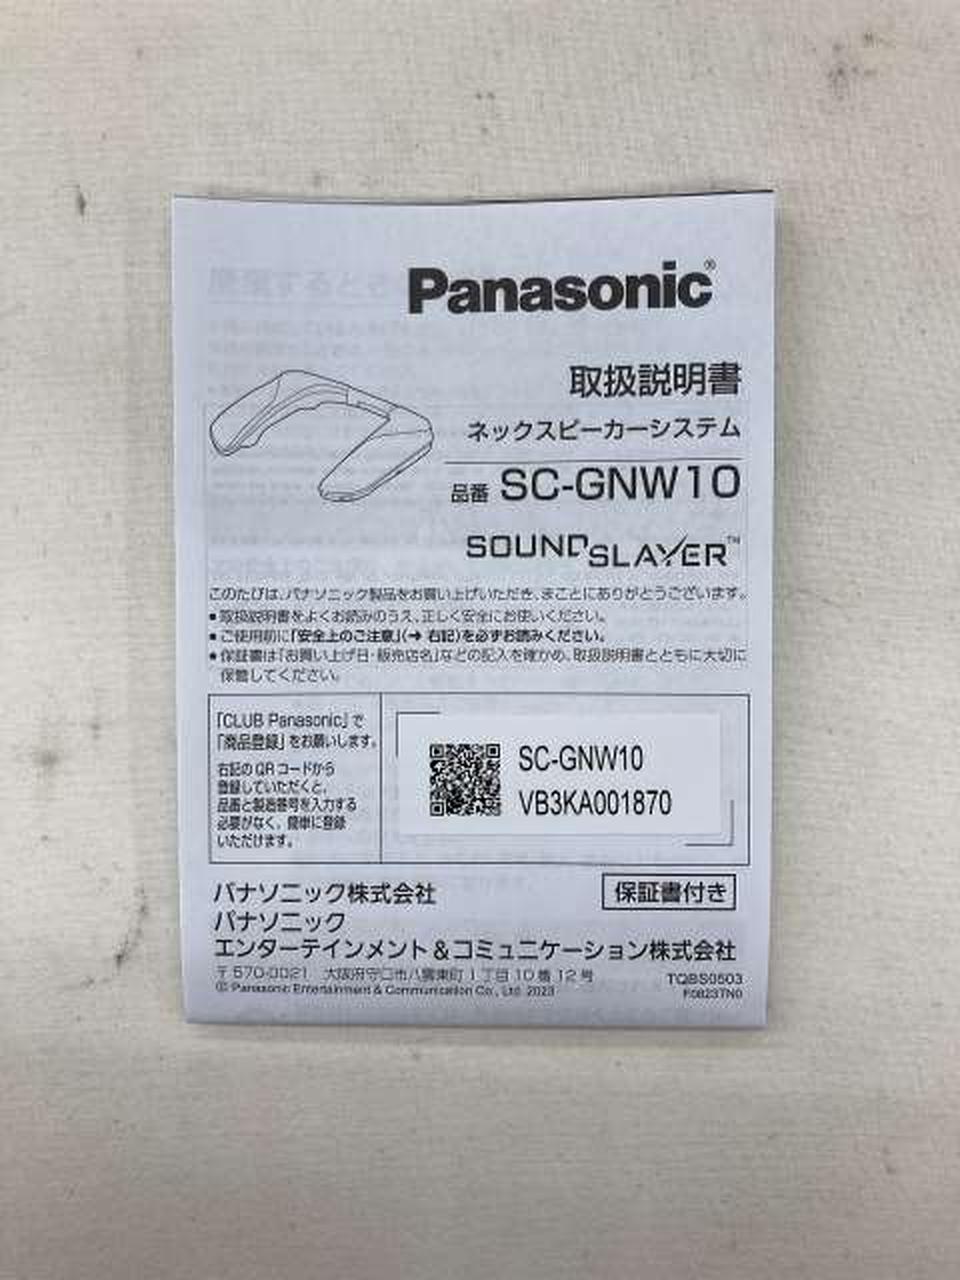 Panasonic®
取扱説明書
ネックスピーカーシステム
品番 SC-GNW10
SOUNDSLAYER™
このたびは、パナソニック製品をお買い上げいただき、まことにありがとうございます。
● 取扱説明書をよくお読みのうえ、正しく安全にお使いください。
● ご使用前に「安全上のご注意」(➔ 右記)を必ずお読みください。
● 保証書は「お買い上げ日・販売店名」などの記入を確かめ、取扱説明書とともに大切に
保管してください。
「CLUB Panasonic」で
「商品登録」をお願いします。
右記のQRコードから
登録していただくと、
品番と製造番号を入力する
必要がなく、簡単に登録
いただけます。
SC-GNW10
VB3KA001870
パナソニック株式会社
保証書付き
パナソニック
エンターテインメント&コミュニケーション株式会社
〒570-0021 大阪府守口市八雲東町1丁目10番12号
© Panasonic Entertainment & Communication Co., Ltd. 2023
TQBS0503
F0823TN0